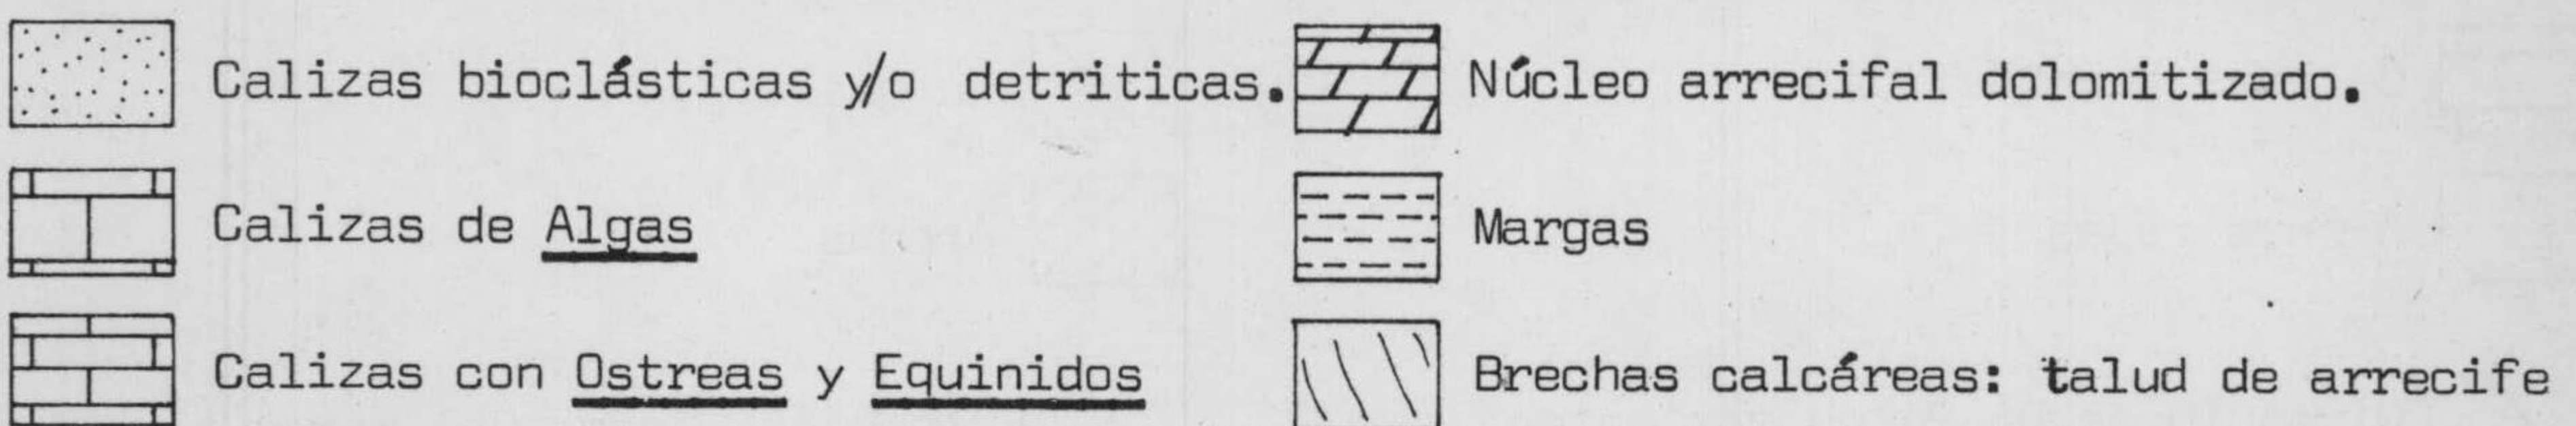 Calizas bioclásticas y/o detriticas.
Calizas de Algas
Calizas con Ostreas y Equinidos
Núcleo arrecifal dolomitizado.
Margas
Brechas calcáreas: talud de arrecife